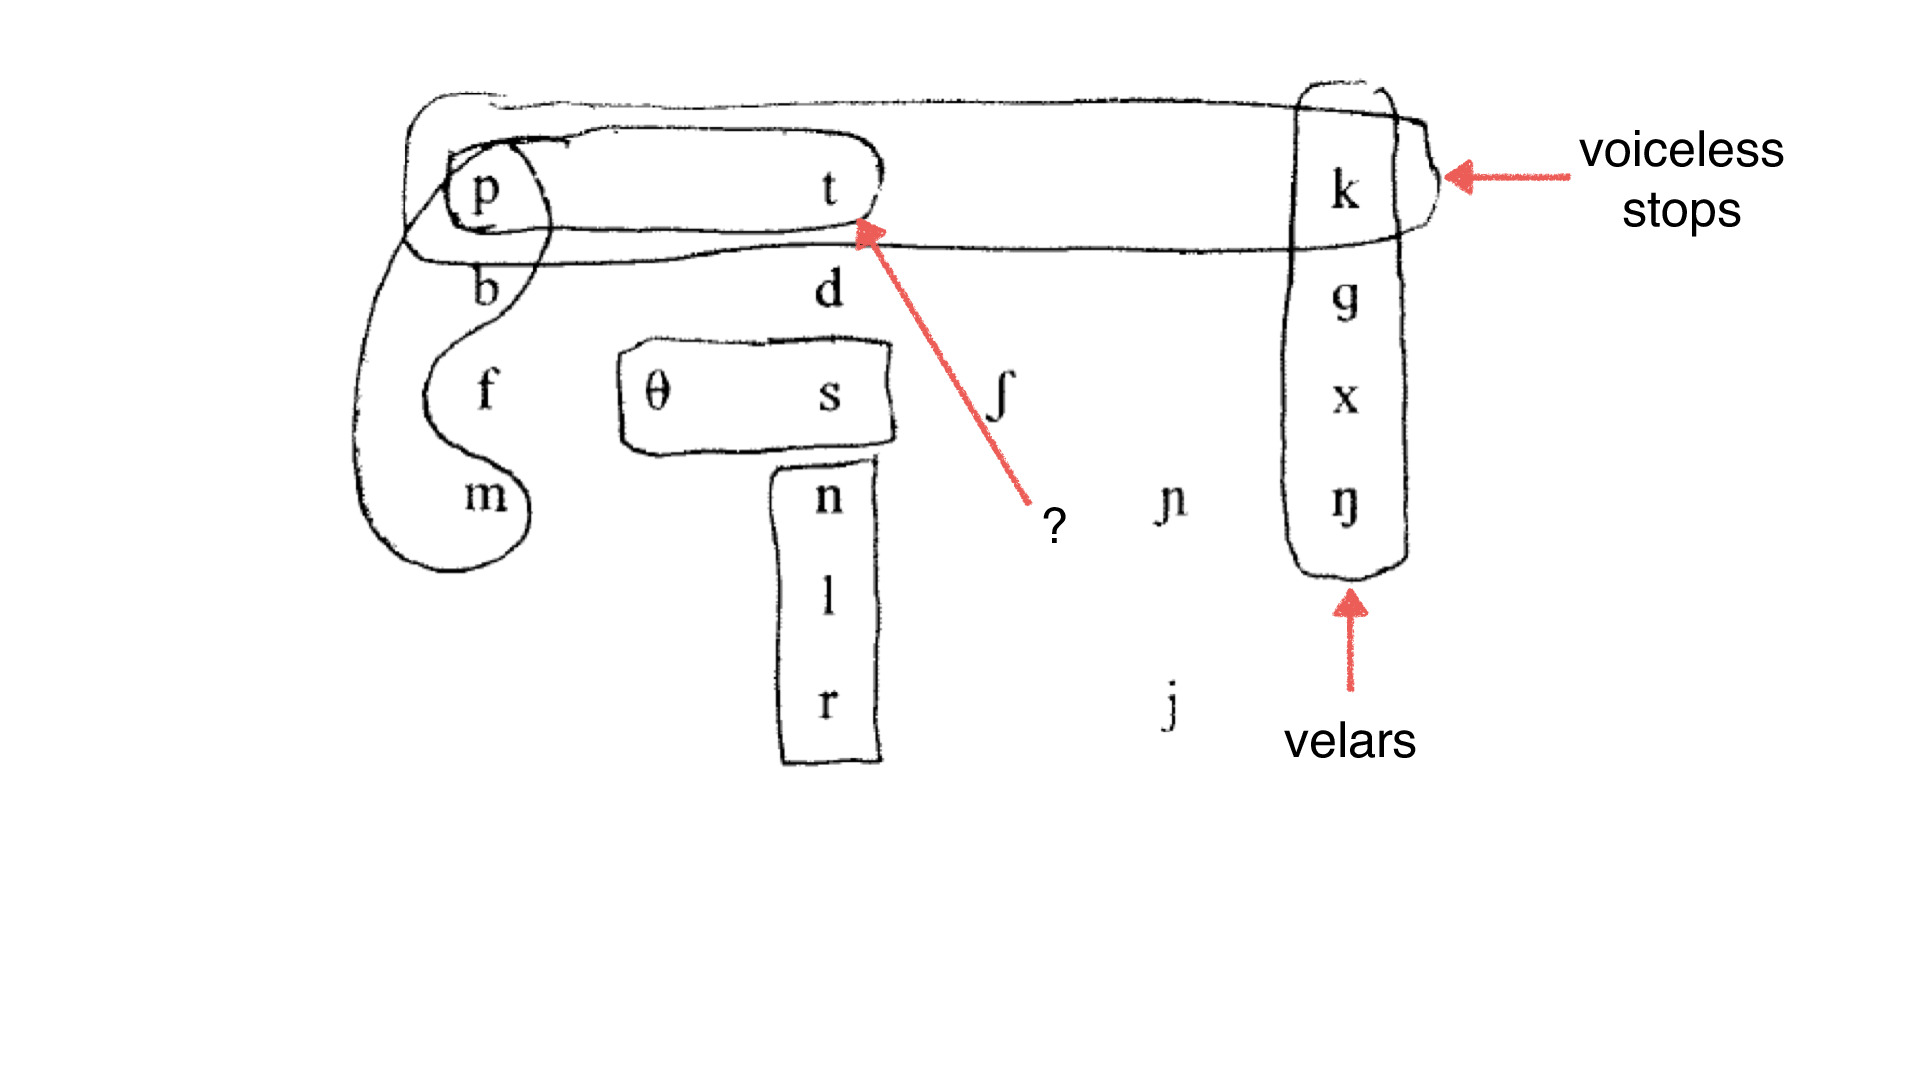 voiceless
stops
p t k
b d ɡ
f θ s ʃ x
m n ɲ ŋ
?
l
r j
velars